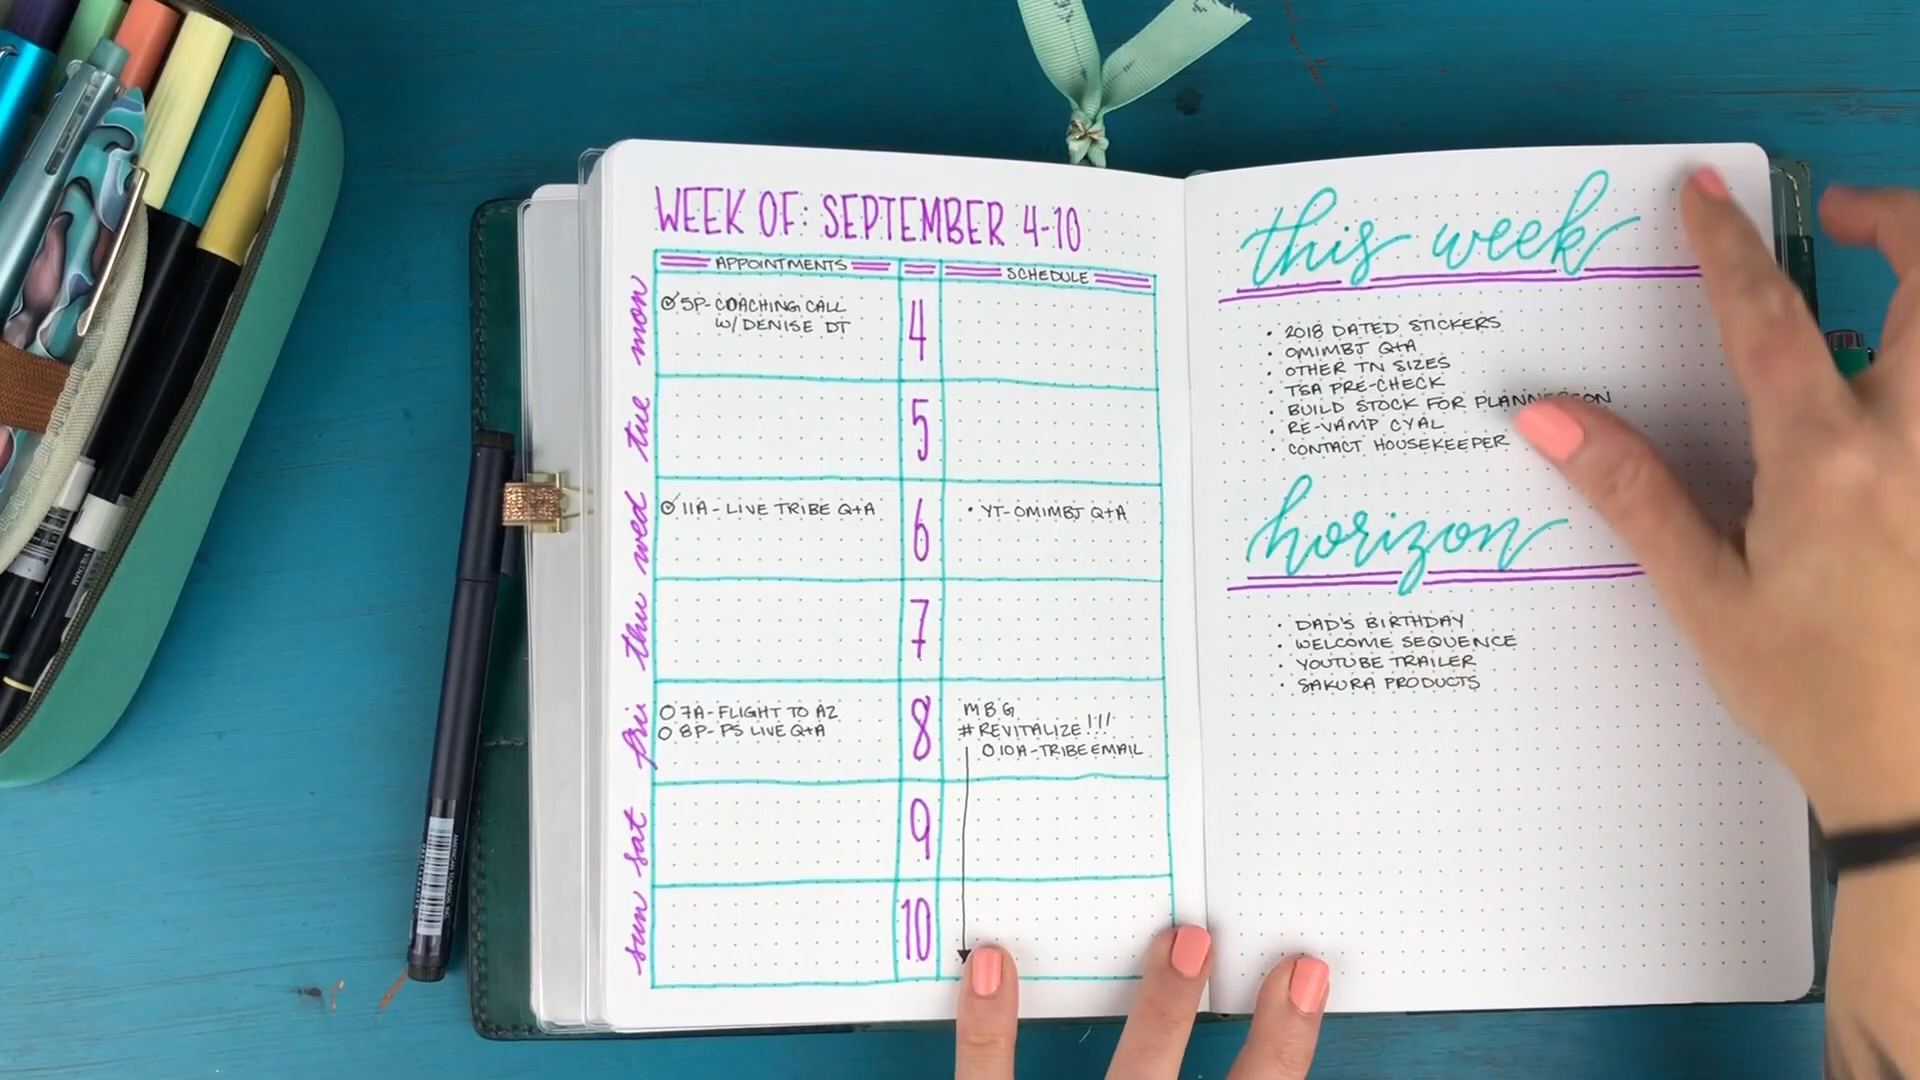 WEEK OF: SEPTEMBER 4-10
APPOINTMENTS
SCHEDULE
mon
5P- COACHING CALL
W/DENISE DT
4
tue
5
wed
11A - LIVE TRIBE Q+A
6
• YT-OMIMBJ Q+A
thu
7
fri
7A-FLIGHT TO AZ
8P- PS LIVE Q+A
8
MBG
#REVITALIZE!!!
10A-TRIBE EMAIL
sat
9
sun
10
this week
• 2018 DATED STICKERS
• OMIMBJ Q+A
• OTHER TN SIZES
• TSA PRE-CHECK
• BUILD STOCK FOR
• RE-VAMP CYAL
• CONTACT HOUSEKEEPER
horizon
• DAD'S BIRTHDAY
• WELCOME SEQUENCE
• YOUTUBE TRAILER
• SAKURA PRODUCTS
VIETNAM